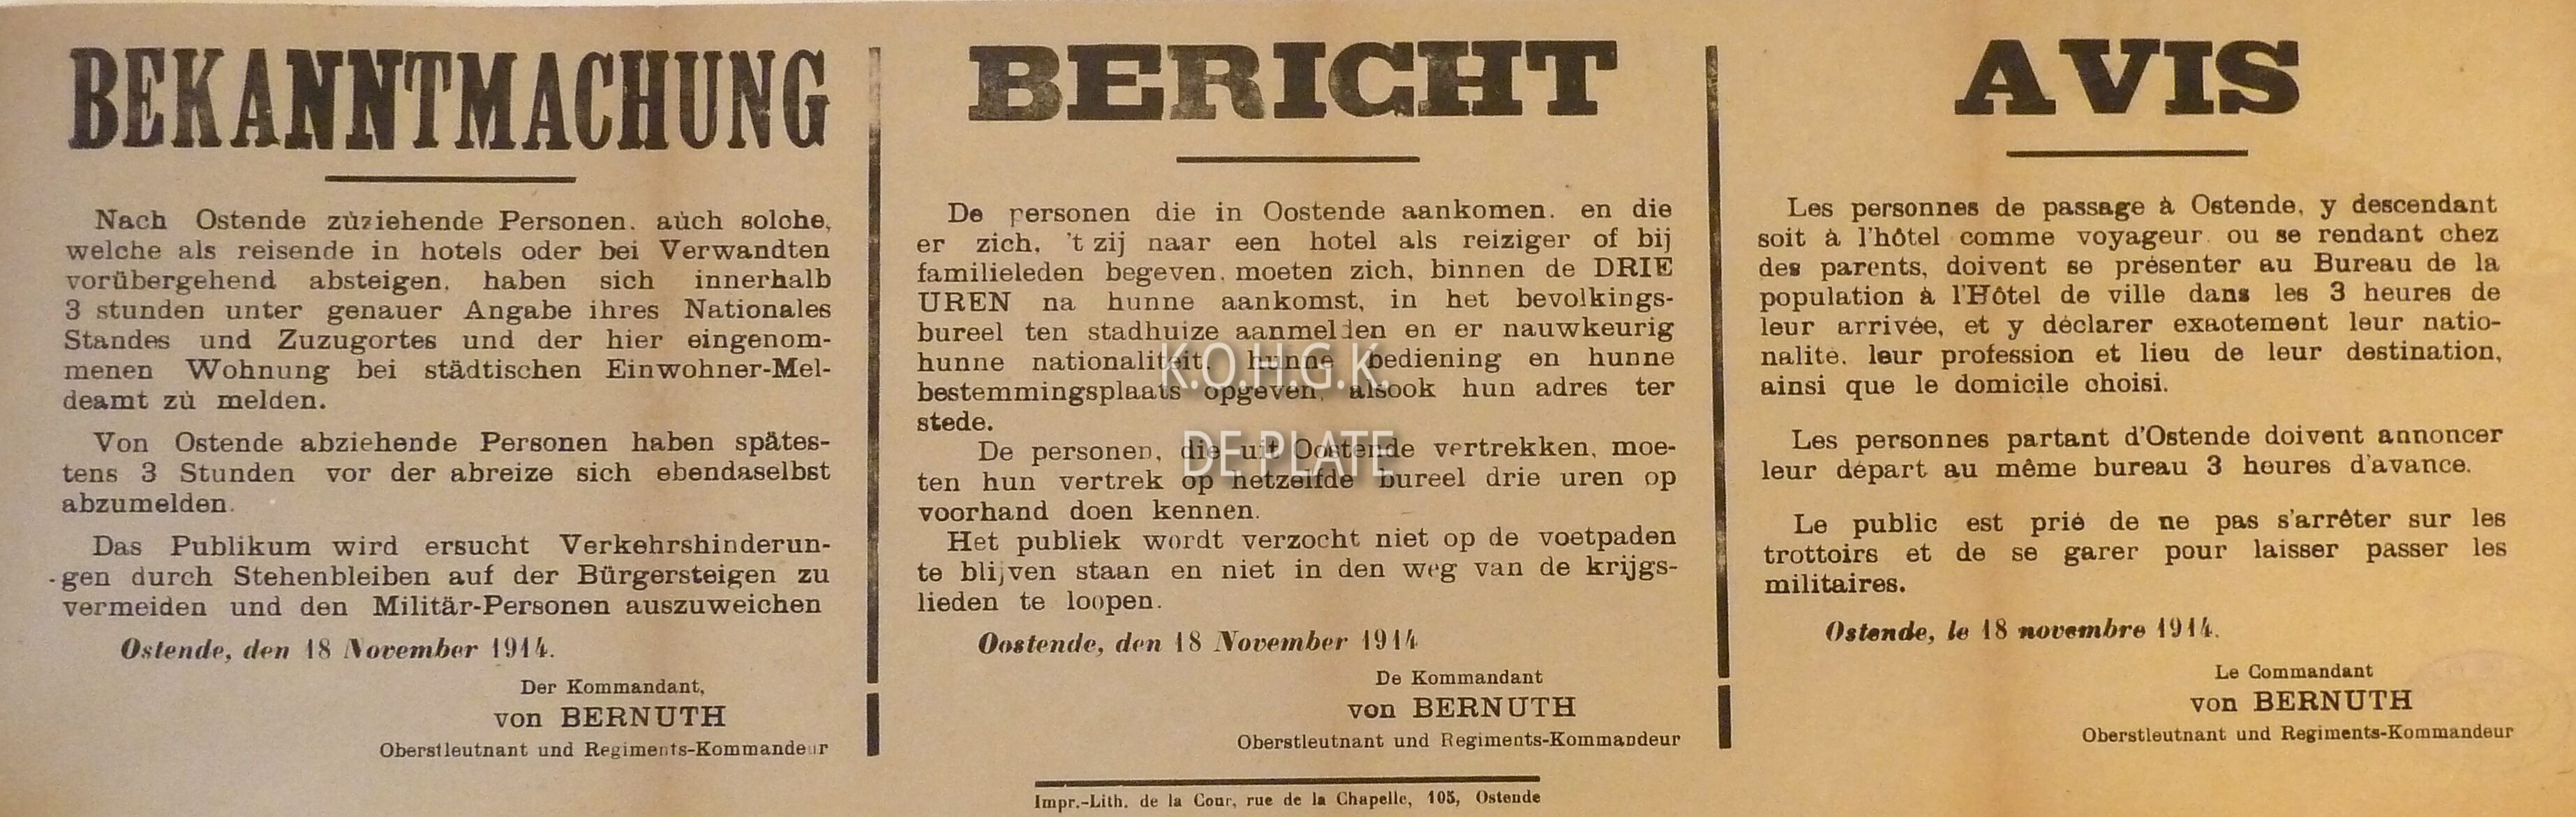 BEKANNTMACHUNG
Nach Ostende zùziehende Personen. aùch solche,
welche als reisende in hotels oder bei Verwandten
vorübergehend absteigen, haben sich innerhalb
3 stunden unter genauer Angabe ihres Nationales
Standes und Zuzugortes und der hier eingenom-
menen Wohnung bei städtischen Einwohner-Mel-
deamt zù melden.
Von Ostende abziehende Personen haben spätes-
tens 3 Stunden vor der abreize sich ebendaselbst
abzumelden.
Das Publikum wird ersucht Verkehrshinderun-
-gen durch Stehenbleiben auf der Bürgersteigen zu
vermeiden und den Militär-Personen auszuweichen
Ostende, den 18 November 1914.
Der Kommandant,
von BERNUTH
Oberstleutnant und Regiments-Kommandeur
BERICHT
De personen die in Oostende aankomen. en die
er zich, 't zij naar een hotel als reiziger of bij
familieleden begeven, moeten zich, binnen de DRIE
UREN na hunne aankomst, in het bevolkings-
bureel ten stadhuize aanmelden en er nauwkeurig
hunne nationaliteit, hunne bediening en hunne
bestemmingsplaats opgeven, alsook hun adres ter
stede.
De personen, die uit Oostende vertrekken, moe-
ten hun vertrek op hetzelfde bureel drie uren op
voorhand doen kennen.
Het publiek wordt verzocht niet op de voetpaden
te blijven staan en niet in den weg van de krijgs-
lieden te loopen.
Oostende, den 18 November 1914
De Kommandant
von BERNUTH
Oberstleutnant und Regiments-Kommandeur
AVIS
Les personnes de passage à Ostende, y descendant
soit à l'hôtel comme voyageur ou se rendant chez
des parents, doivent se présenter au Bureau de la
population à l'Hôtel de ville dans les 3 heures de
leur arrivée, et y déclarer exactement leur natio-
nalité. leur profession et lieu de leur destination,
ainsi que le domicile choisi.
Les personnes partant d'Ostende doivent annoncer
leur départ au même bureau 3 heures d'avance.
Le public est prié de ne pas s'arrêter sur les
trottoirs et de se garer pour laisser passer les
militaires.
Ostende, le 18 novembre 1914.
Le Commandant
von BERNUTH
Oberstleutnant und Regiments-Kommandeur
Impr.-Lith. de la Cour, rue de la Chapelle, 105, Ostende
K.O.H.G.K.
DE PLATE